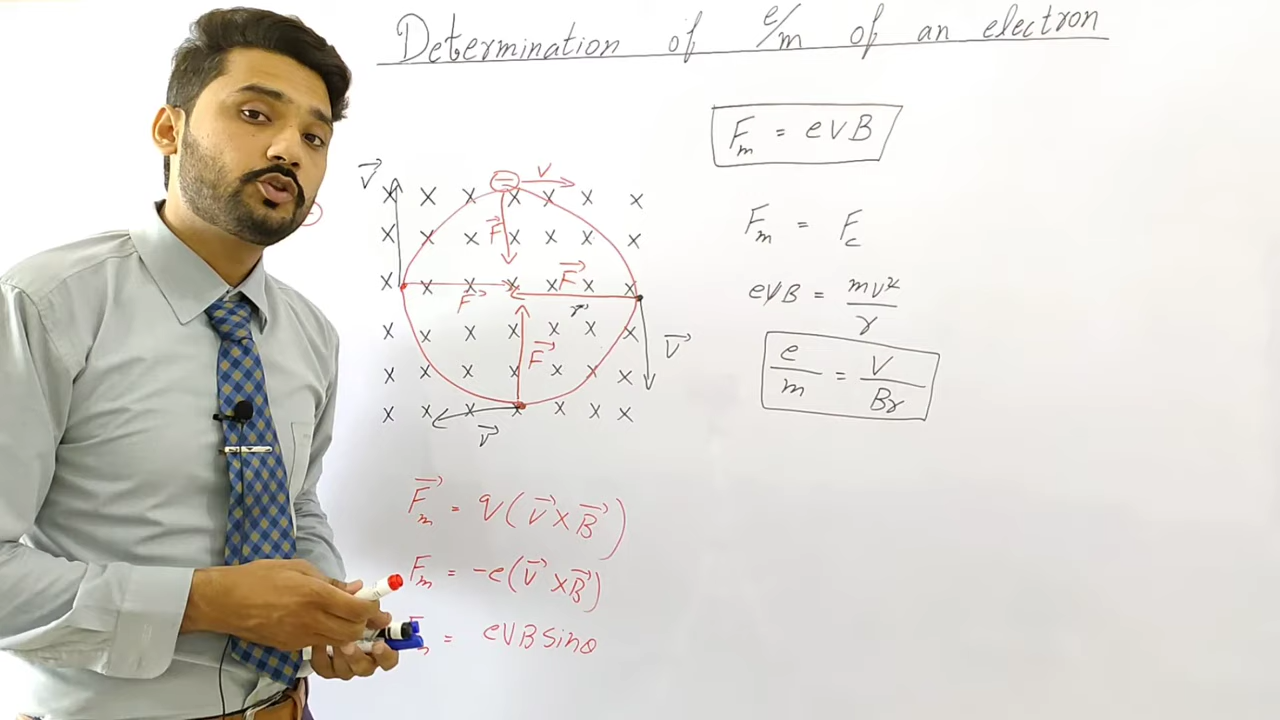 Determination of e/m of an electron
F⃗m = q(v⃗ × B⃗)
Fm = -e(v⃗ × B⃗)
= evB sinθ
Fm = evB
Fm = Fc
evB = mv²/r
e/m = v/Br
v⃗
− v
× × × × × ×
F⃗
× × × × × × ×
F⃗
× × × × × × ×
F⃗ r
× × × × × × ×
F⃗ v⃗
× × × × × × ×
× × × × × × ×
v⃗